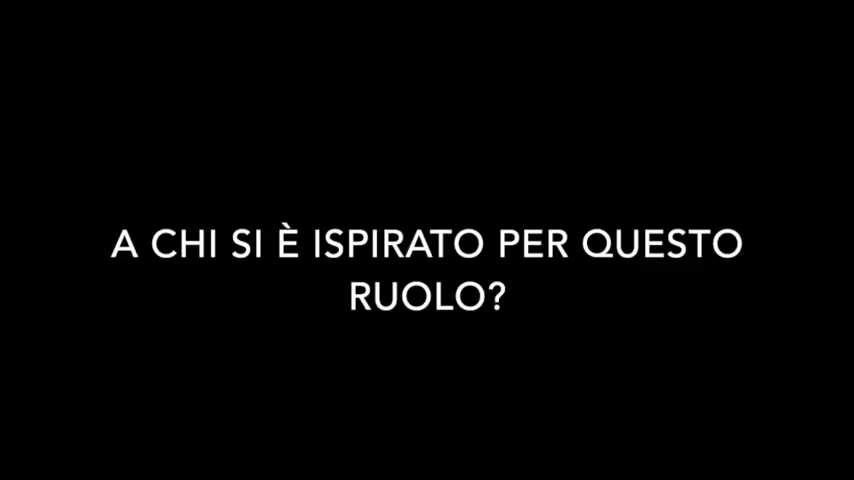 A CHI SI È ISPIRATO PER QUESTO
RUOLO?